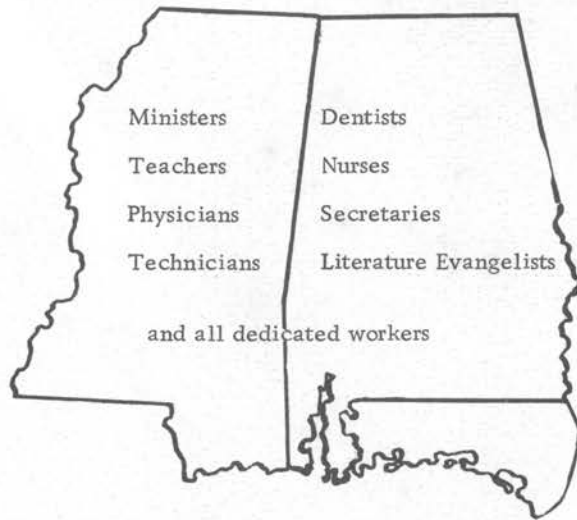 Ministers Dentists
Teachers Nurses
Physicians Secretaries
Technicians Literature Evangelists
and all dedicated workers